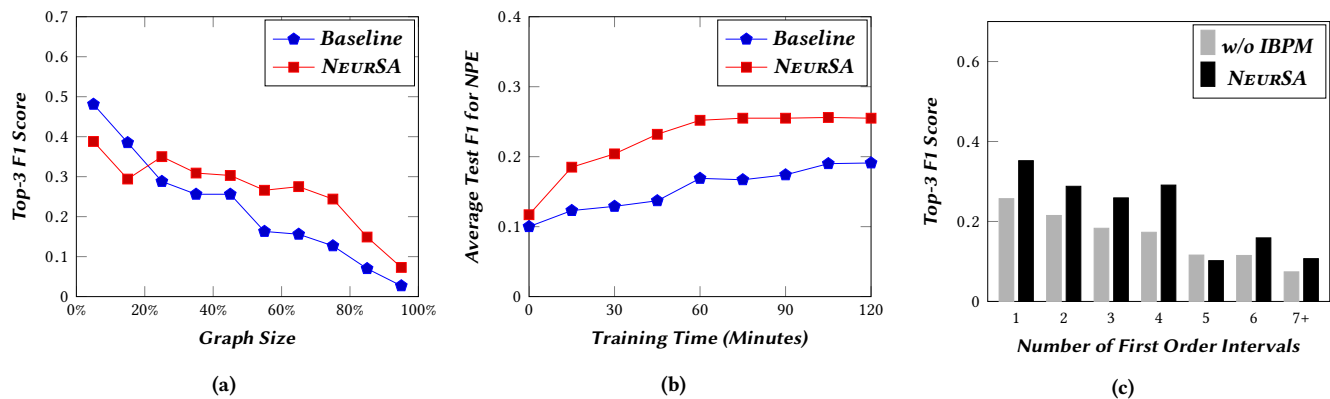 Top-3 F1 Score
0.7
0.6
0.5
0.4
0.3
0.2
0.1
0
0% 20% 40% 60% 80% 100%
Graph Size
Baseline
NEURSA
(a)
Average Test F1 for NPE
0.4
0.3
0.2
0.1
0
0 30 60 90 120
Training Time (Minutes)
Baseline
NEURSA
(b)
Top-3 F1 Score
0.6
0.4
0.2
0
1 2 3 4 5 6 7+
Number of First Order Intervals
w/o IBPM
NEURSA
(c)